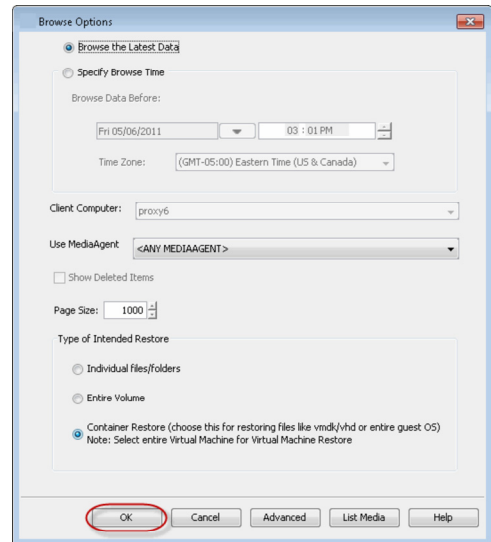 Browse Options
Browse the Latest Data
Specify Browse Time
Browse Data Before:
Fri 05/06/2011
03 : 01 PM
Time Zone:
(GMT-05:00) Eastern Time (US & Canada)
Client Computer:
proxy6
Use MediaAgent
<ANY MEDIAAGENT>
Show Deleted Items
Page Size:
1000
Type of Intended Restore
Individual files/folders
Entire Volume
Container Restore (choose this for restoring files like vmdk/vhd or entire guest OS)
Note: Select entire Virtual Machine for Virtual Machine Restore
OK
Cancel
Advanced
List Media
Help